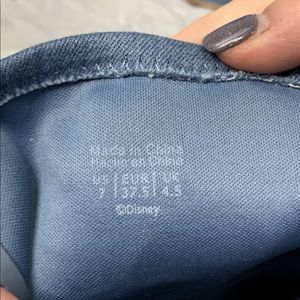 Made in China
Hecho en China
US | EUR | UK
7 | 37.5 | 4.5
©Disney